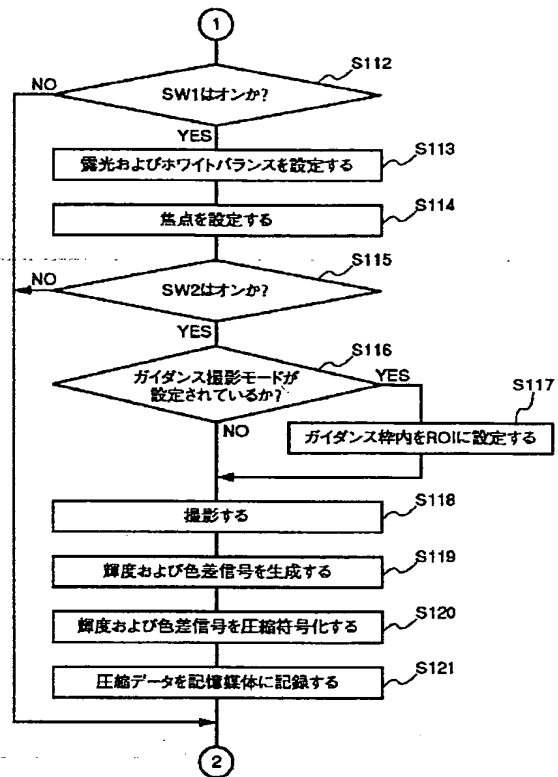 1
S112
NO
SW1はオンか?
YES
S113
露光およびホワイトバランスを設定する
S114
焦点を設定する
S115
NO
SW2はオンか?
YES
S116
ガイダンス撮影モードが
設定されているか?
YES
S117
NO
ガイダンス枠内をROIに設定する
S118
撮影する
S119
輝度および色差信号を生成する
S120
輝度および色差信号を圧縮符号化する
S121
圧縮データを記憶媒体に記録する
2